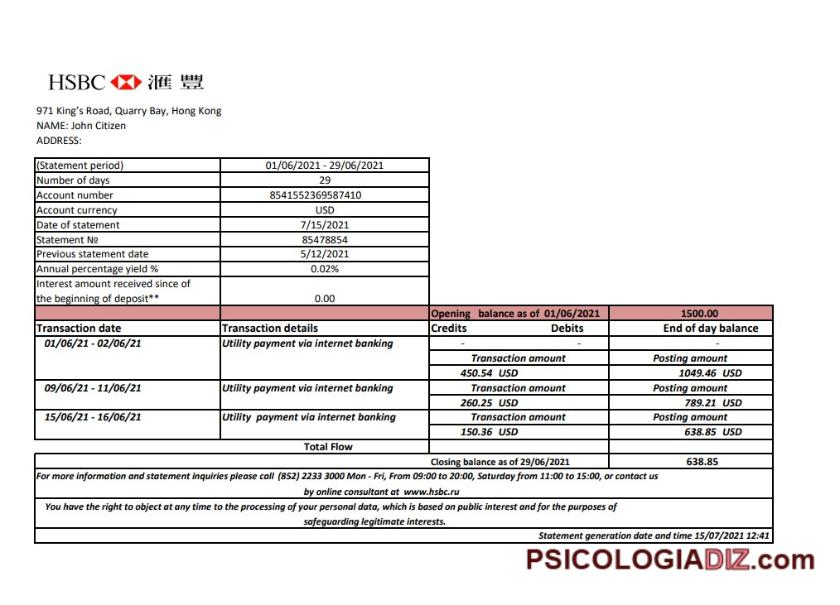 HSBC 滙豐
971 King's Road, Quarry Bay, Hong Kong
NAME: John Citizen
ADDRESS:
(Statement period) 01/06/2021 - 29/06/2021
Number of days 29
Account number 8541552369587410
Account currency USD
Date of statement 7/15/2021
Statement № 85478854
Previous statement date 5/12/2021
Annual percentage yield % 0.02%
Interest amount received since of
the beginning of deposit** 0.00
Opening balance as of 01/06/2021 1500.00
Transaction date Transaction details Credits Debits End of day balance
01/06/21 - 02/06/21 Utility payment via internet banking - - -
Transaction amount Posting amount
450.54 USD 1049.46 USD
09/06/21 - 11/06/21 Utility payment via internet banking Transaction amount Posting amount
260.25 USD 789.21 USD
15/06/21 - 16/06/21 Utility payment via internet banking Transaction amount Posting amount
150.36 USD 638.85 USD
Total Flow
Closing balance as of 29/06/2021 638.85
For more information and statement inquiries please call (852) 2233 3000 Mon - Fri, From 09:00 to 20:00, Saturday from 11:00 to 15:00, or contact us
by online consultant at www.hsbc.ru
You have the right to object at any time to the processing of your personal data, which is based on public interest and for the purposes of
safeguarding legitimate interests.
Statement generation date and time 15/07/2021 12:41
PSICOLOGIADIZ.com